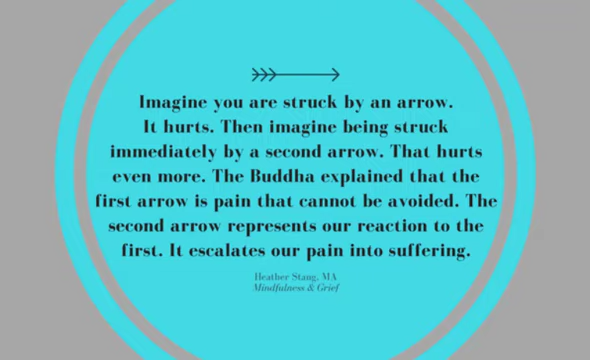 Imagine you are struck by an arrow.
It hurts. Then imagine being struck
immediately by a second arrow. That hurts
even more. The Buddha explained that the
first arrow is pain that cannot be avoided. The
second arrow represents our reaction to the
first. It escalates our pain into suffering.
Heather Stang, MA
Mindfulness & Grief